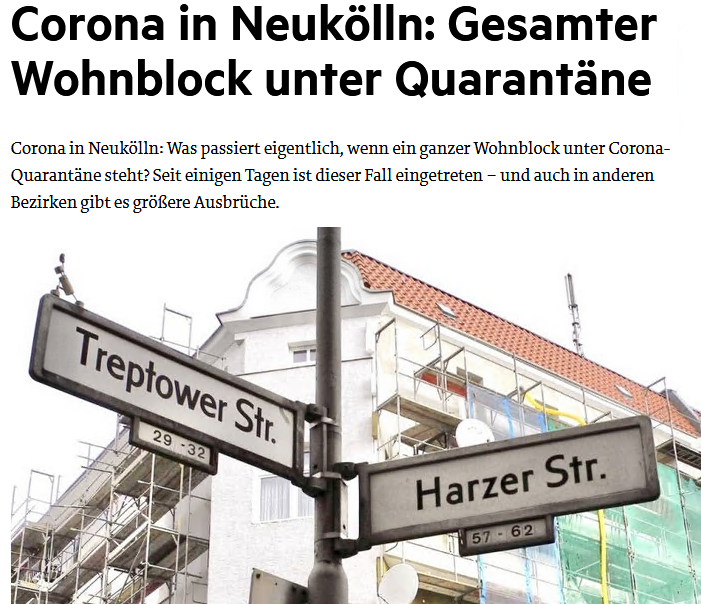 Corona in Neukölln: Gesamter
Wohnblock unter Quarantäne
Corona in Neukölln: Was passiert eigentlich, wenn ein ganzer Wohnblock unter Corona-
Quarantäne steht? Seit einigen Tagen ist dieser Fall eingetreten – und auch in anderen
Bezirken gibt es größere Ausbrüche.
Treptower Str.
29 - 32
Harzer Str.
57 - 62